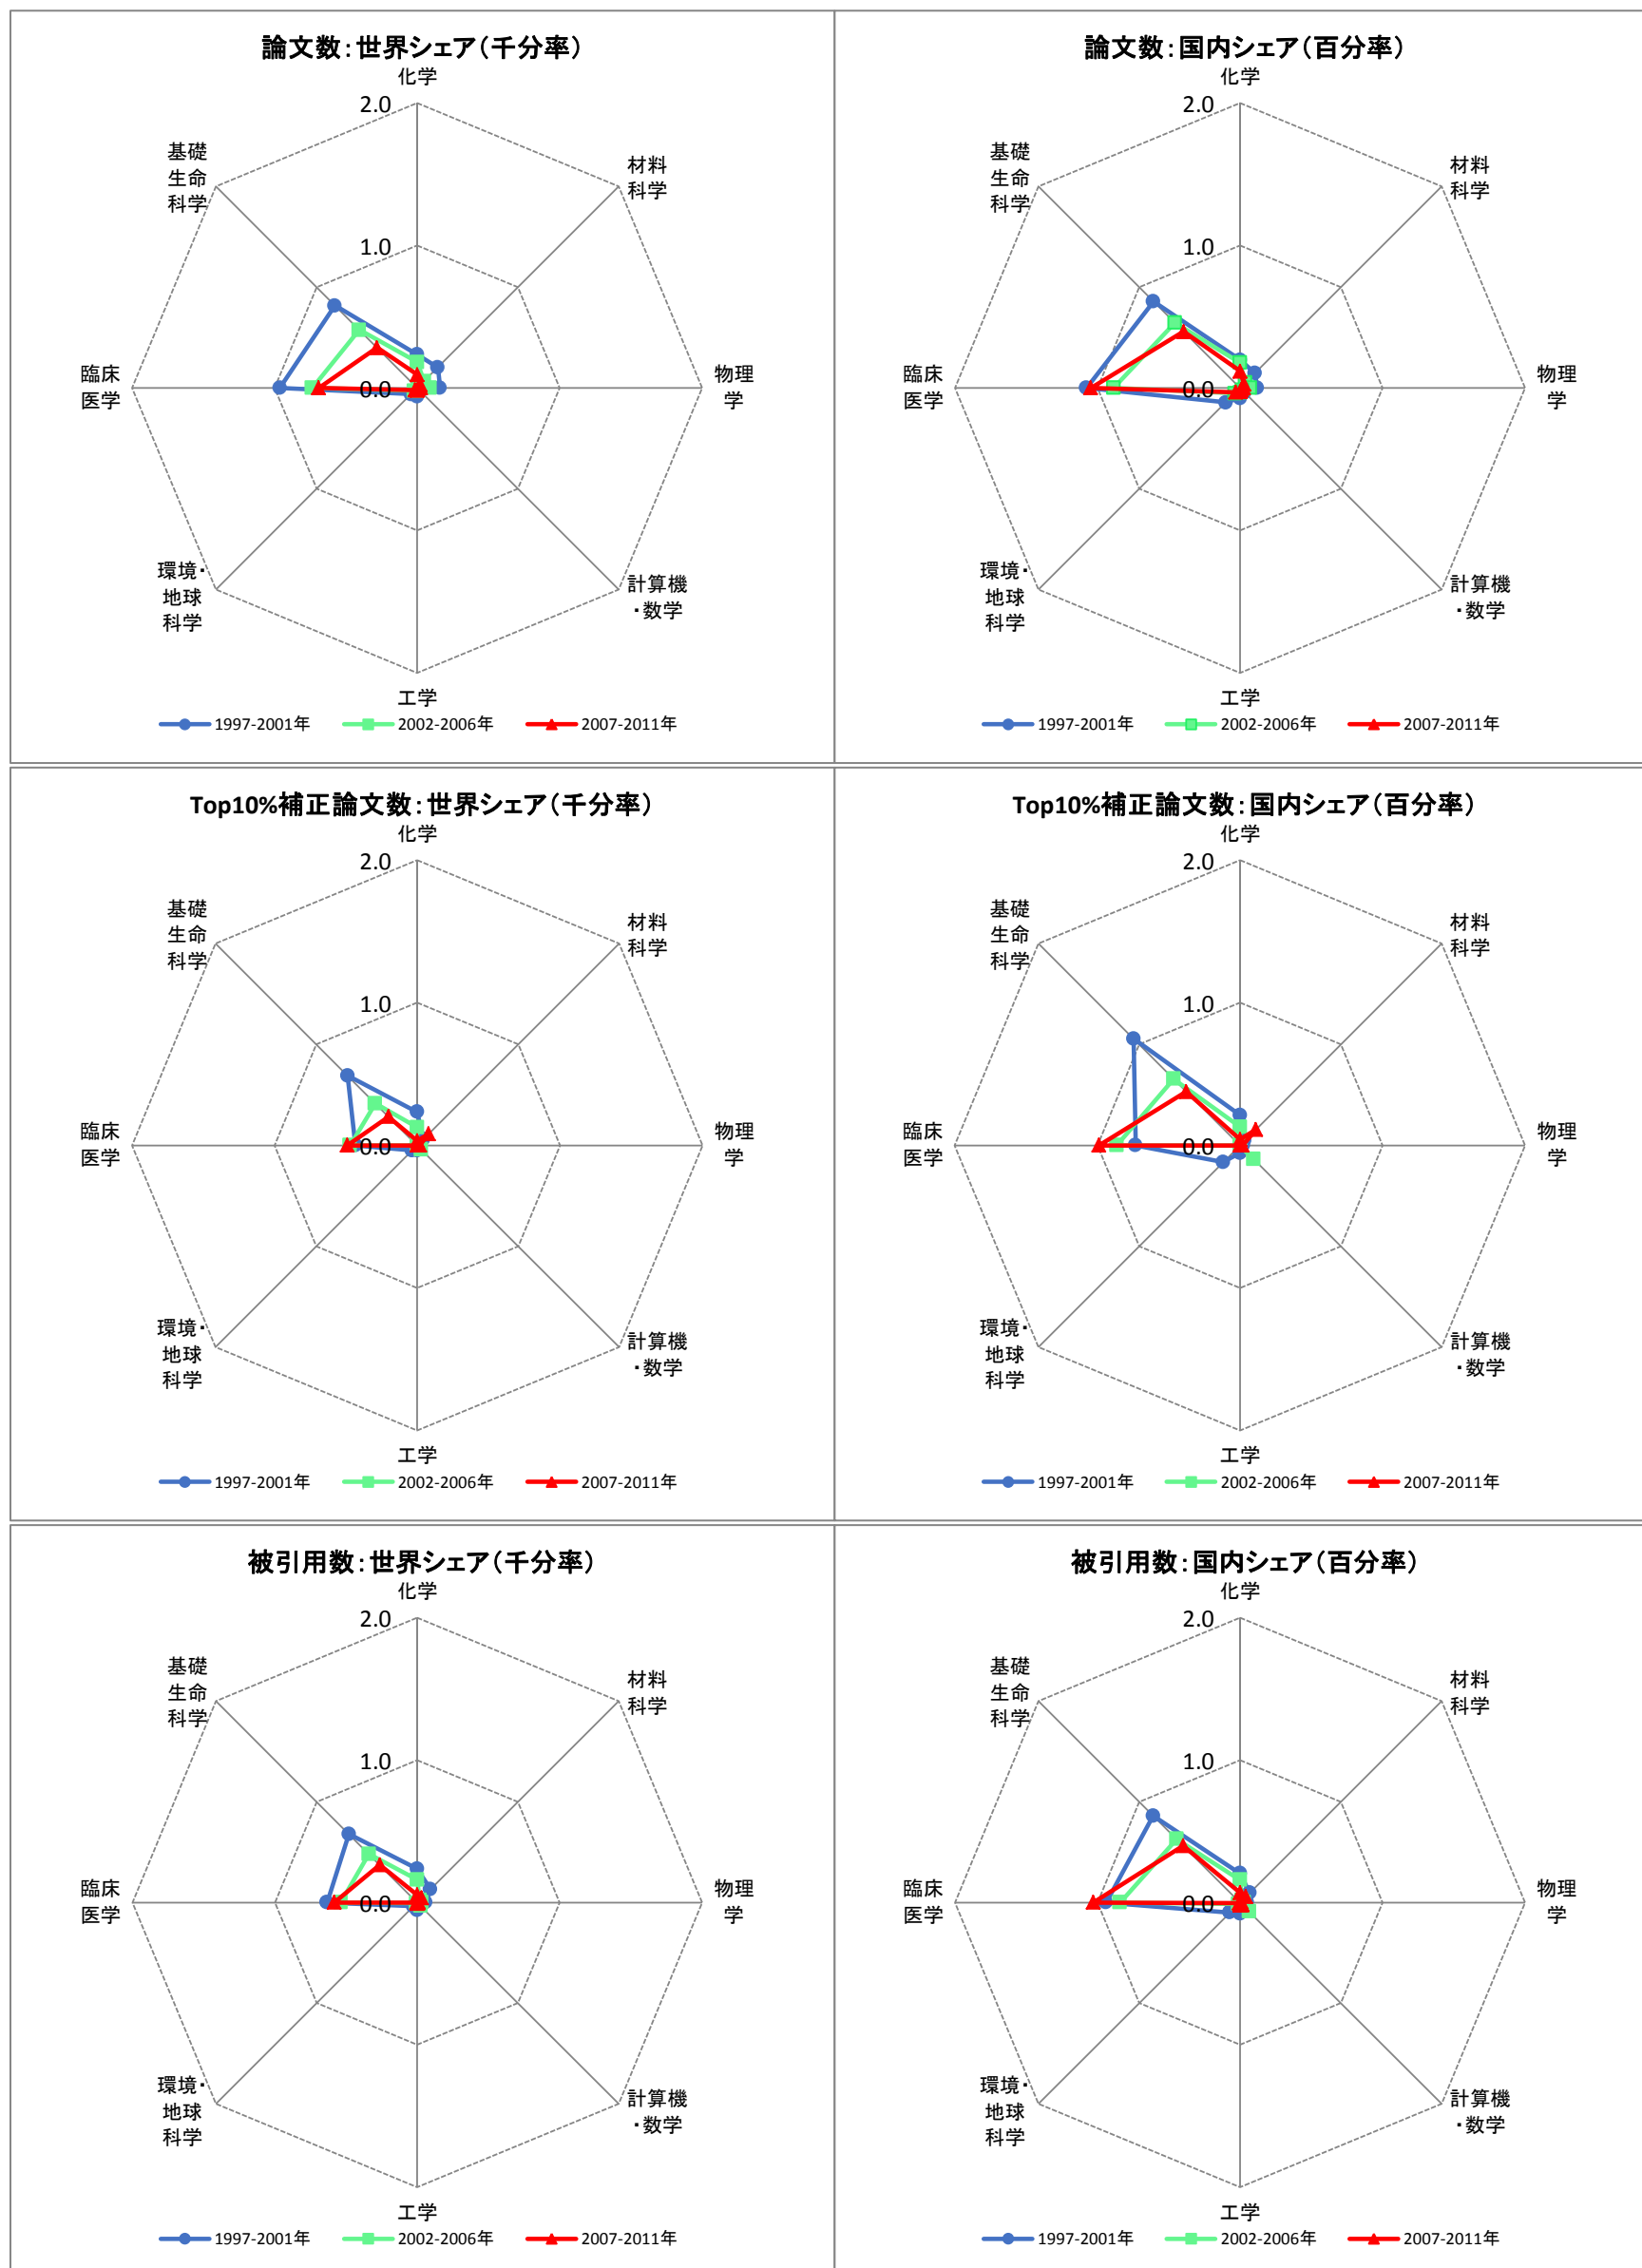 論文数：世界シェア（千分率）
化学
2.0
基礎
生命
科学
材料
科学
1.0
臨床
医学
0.0
物理
学
環境・
地球
科学
計算機
・数学
工学
1997-2001年 2002-2006年 2007-2011年
論文数：国内シェア（百分率）
化学
2.0
基礎
生命
科学
材料
科学
1.0
臨床
医学
0.0
物理
学
環境・
地球
科学
計算機
・数学
工学
1997-2001年 2002-2006年 2007-2011年
Top10%補正論文数：世界シェア（千分率）
化学
2.0
基礎
生命
科学
材料
科学
1.0
臨床
医学
0.0
物理
学
環境・
地球
科学
計算機
・数学
工学
1997-2001年 2002-2006年 2007-2011年
Top10%補正論文数：国内シェア（百分率）
化学
2.0
基礎
生命
科学
材料
科学
1.0
臨床
医学
0.0
物理
学
環境・
地球
科学
計算機
・数学
工学
1997-2001年 2002-2006年 2007-2011年
被引用数：世界シェア（千分率）
化学
2.0
基礎
生命
科学
材料
科学
1.0
臨床
医学
0.0
物理
学
環境・
地球
科学
計算機
・数学
工学
1997-2001年 2002-2006年 2007-2011年
被引用数：国内シェア（百分率）
化学
2.0
基礎
生命
科学
材料
科学
1.0
臨床
医学
0.0
物理
学
環境・
地球
科学
計算機
・数学
工学
1997-2001年 2002-2006年 2007-2011年